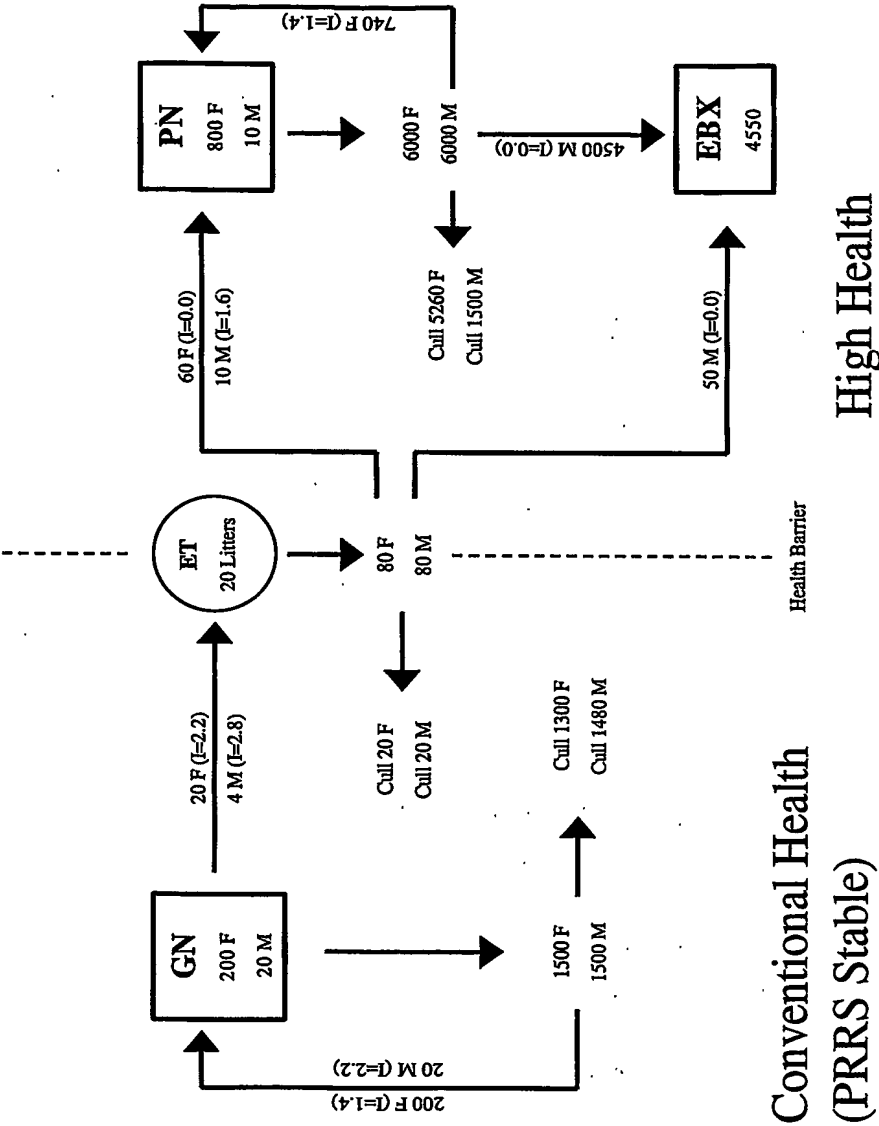 GN
200 F
20 M
200 F (I=1.4)
20 M (I=2.2)
1500 F
1500 M
Cull 1300 F
Cull 1480 M
20 F (I=2.2)
4 M (I=2.8)
ET
20 Litters
80 F
80 M
Cull 20 F
Cull 20 M
Health Barrier
60 F (I=0.0)
10 M (I=1.6)
PN
800 F
10 M
740 F (I=1.4)
6000 F
6000 M
Cull 5260 F
Cull 1500 M
4500 M (I=0.0)
50 M (I=0.0)
EBX
4550
Conventional Health
(PRRS Stable)
High Health